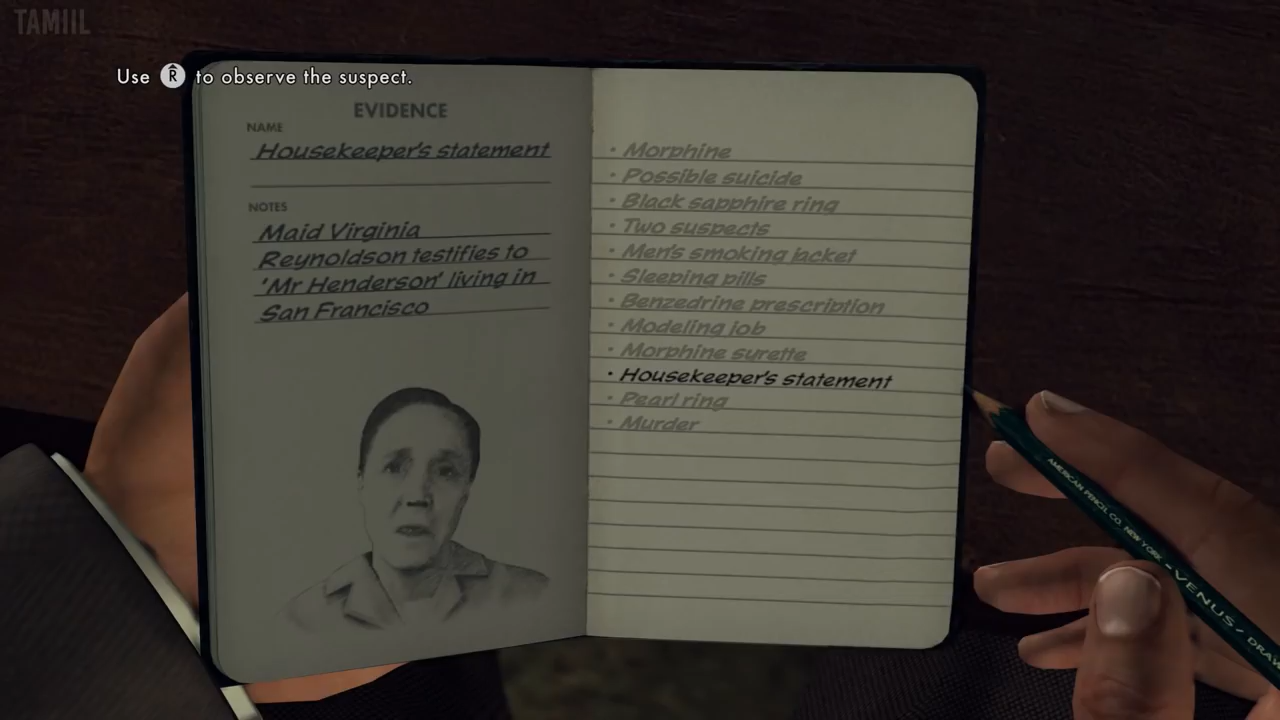 TAMIIL
Use R to observe the suspect.
EVIDENCE
NAME
Housekeeper's statement
NOTES
Maid Virginia
Reynoldson testifies to
'Mr Henderson' living in
San Francisco
• Morphine
• Possible suicide
• Black sapphire ring
• Two suspects
• Men's smoking jacket
• Sleeping pills
• Benzedrine prescription
• Modeling job
• Morphine surette
• Housekeeper's statement
• Pearl ring
• Murder
AMERICAN PENCIL CO. NEW YORK - VENUS / DRAW